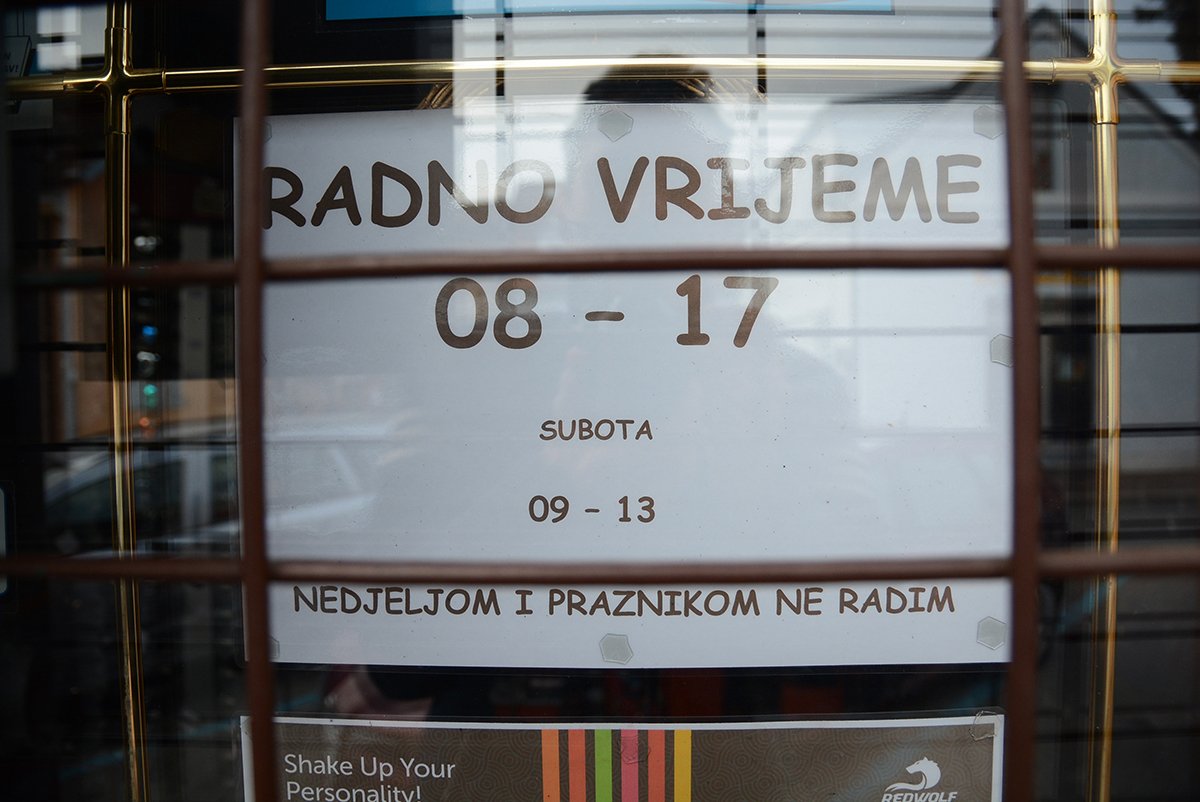 RADNO VRIJEME
08 - 17
SUBOTA
09 - 13
NEDJELJOM I PRAZNIKOM NE RADIM
Shake Up Your
Personality!
REDWOLF